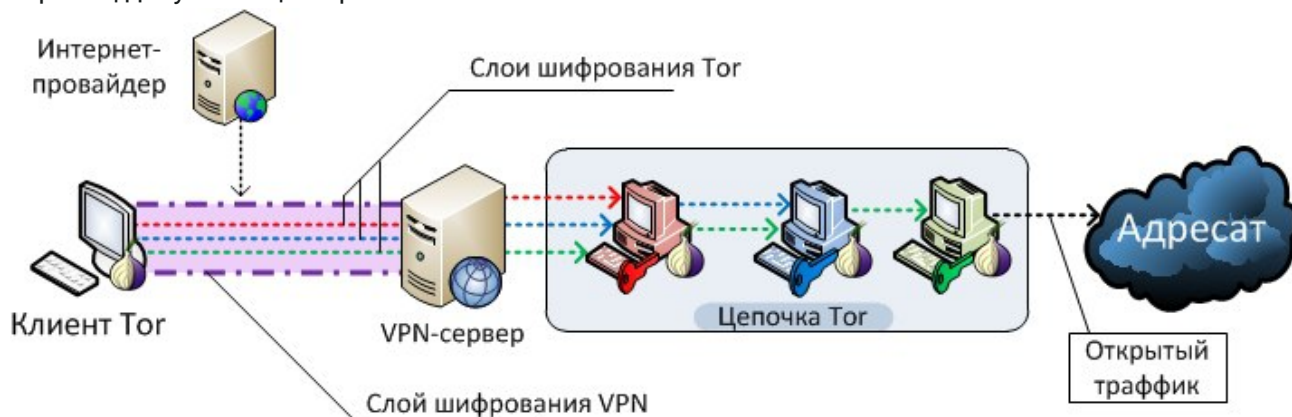 Интернет-
провайдер
Слои шифрования Tor
Клиент Tor
VPN-сервер
Цепочка Tor
Адресат
Открытый
траффик
Слой шифрования VPN